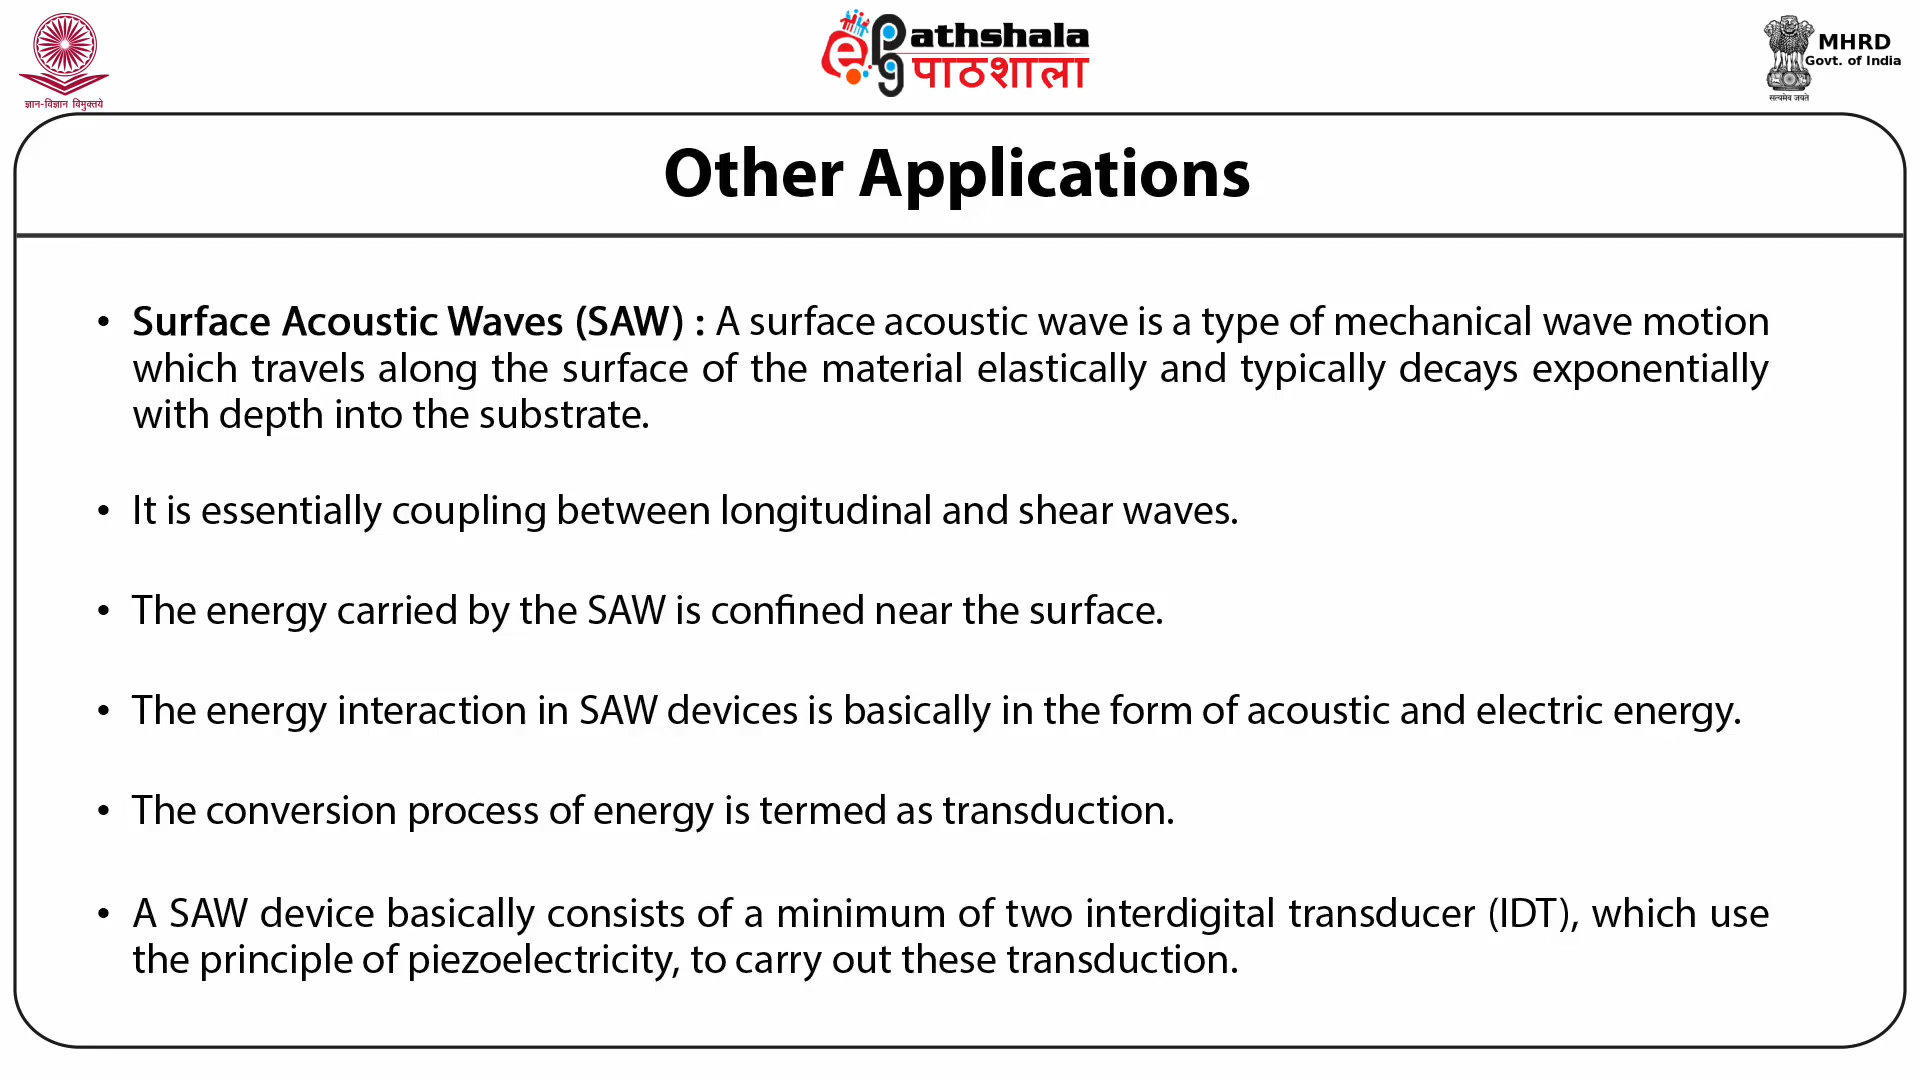 ज्ञान-विज्ञान विमुक्तये
ePathshala
पाठशाला
MHRD
Govt. of India
सत्यमेव जयते
Other Applications
• Surface Acoustic Waves (SAW) : A surface acoustic wave is a type of mechanical wave motion
which travels along the surface of the material elastically and typically decays exponentially
with depth into the substrate.
• It is essentially coupling between longitudinal and shear waves.
• The energy carried by the SAW is confined near the surface.
• The energy interaction in SAW devices is basically in the form of acoustic and electric energy.
• The conversion process of energy is termed as transduction.
• A SAW device basically consists of a minimum of two interdigital transducer (IDT), which use
the principle of piezoelectricity, to carry out these transduction.